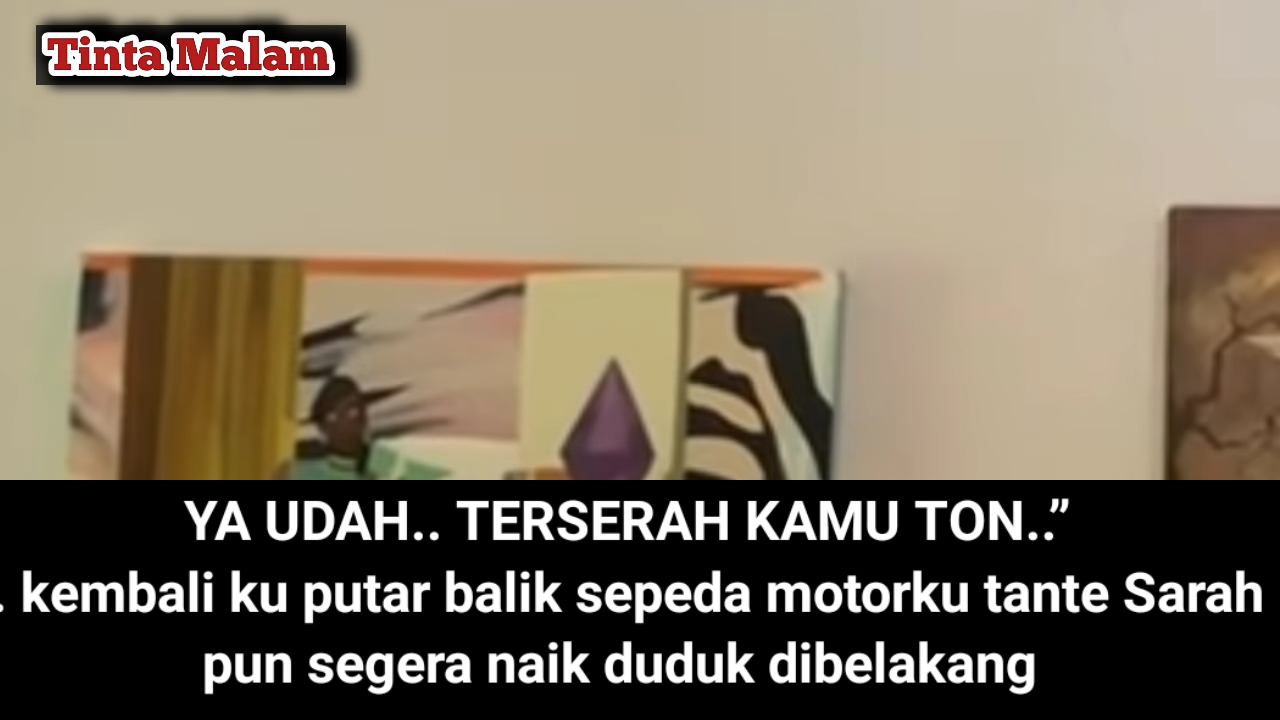 Tinta Malam
YA UDAH.. TERSERAH KAMU TON..”
. kembali ku putar balik sepeda motorku tante Sarah
pun segera naik duduk dibelakang